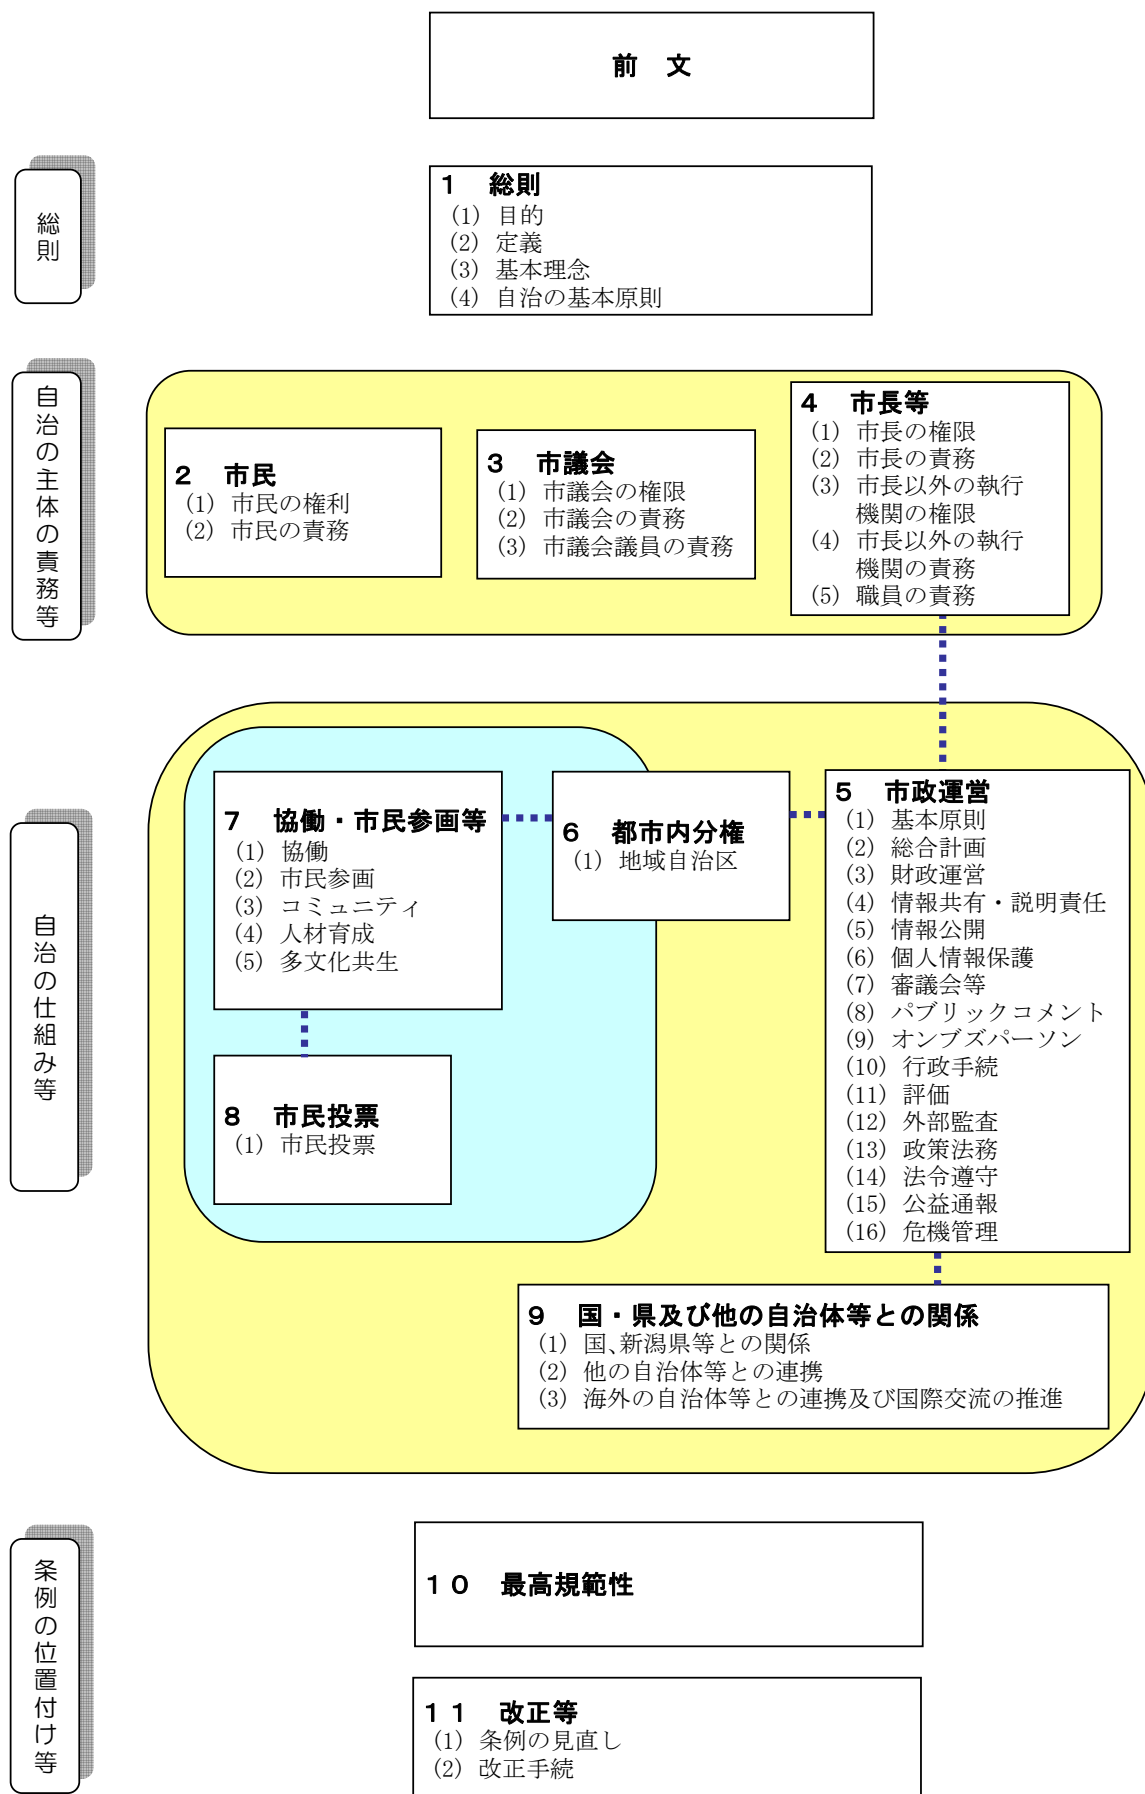 前　文
総則
１　総則
(1) 目的
(2) 定義
(3) 基本理念
(4) 自治の基本原則
自治の主体の責務等
２　市民
(1) 市民の権利
(2) 市民の責務
３　市議会
(1) 市議会の権限
(2) 市議会の責務
(3) 市議会議員の責務
４　市長等
(1) 市長の権限
(2) 市長の責務
(3) 市長以外の執行
機関の権限
(4) 市長以外の執行
機関の責務
(5) 職員の責務
自治の仕組み等
７　協働・市民参画等
(1) 協働
(2) 市民参画
(3) コミュニティ
(4) 人材育成
(5) 多文化共生
６　都市内分権
(1) 地域自治区
５　市政運営
(1) 基本原則
(2) 総合計画
(3) 財政運営
(4) 情報共有・説明責任
(5) 情報公開
(6) 個人情報保護
(7) 審議会等
(8) パブリックコメント
(9) オンブズパーソン
(10) 行政手続
(11) 評価
(12) 外部監査
(13) 政策法務
(14) 法令遵守
(15) 公益通報
(16) 危機管理
８　市民投票
(1) 市民投票
９　国・県及び他の自治体等との関係
(1) 国、新潟県等との関係
(2) 他の自治体等との連携
(3) 海外の自治体等との連携及び国際交流の推進
条例の位置付け等
１０　最高規範性
１１　改正等
(1) 条例の見直し
(2) 改正手続